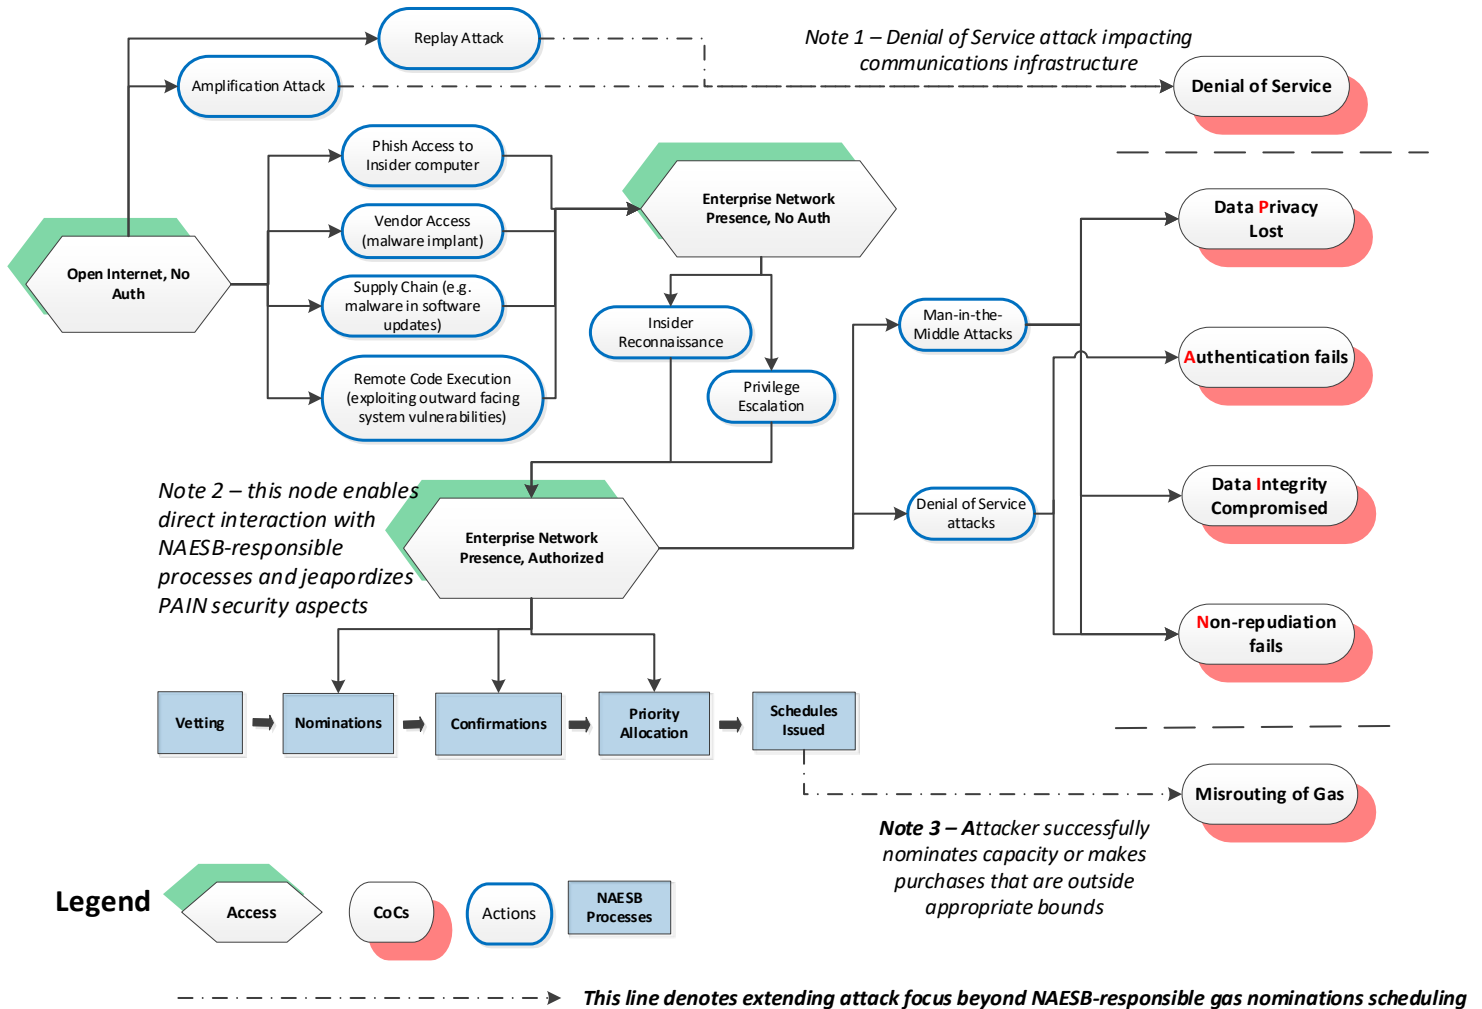 Replay Attack
Note 1 – Denial of Service attack impacting
communications infrastructure
Amplification Attack
Denial of Service
Phish Access to
Insider computer
Enterprise Network
Presence, No Auth
Data Privacy
Lost
Vendor Access
(malware implant)
Open Internet, No
Auth
Supply Chain (e.g.
malware in software
updates)
Insider
Reconnaissance
Man-in-the-
Middle Attacks
Authentication fails
Remote Code Execution
(exploiting outward facing
system vulnerabilities)
Privilege
Escalation
Note 2 – this node enables
direct interaction with
NAESB-responsible
processes and jeapordizes
PAIN security aspects
Enterprise Network
Presence, Authorized
Denial of Service
attacks
Data Integrity
Compromised
Non-repudiation
fails
Vetting
Nominations
Confirmations
Priority
Allocation
Schedules
Issued
Misrouting of Gas
Note 3 – Attacker successfully
nominates capacity or makes
purchases that are outside
appropriate bounds
Legend
Access
CoCs
Actions
NAESB
Processes
This line denotes extending attack focus beyond NAESB-responsible gas nominations scheduling